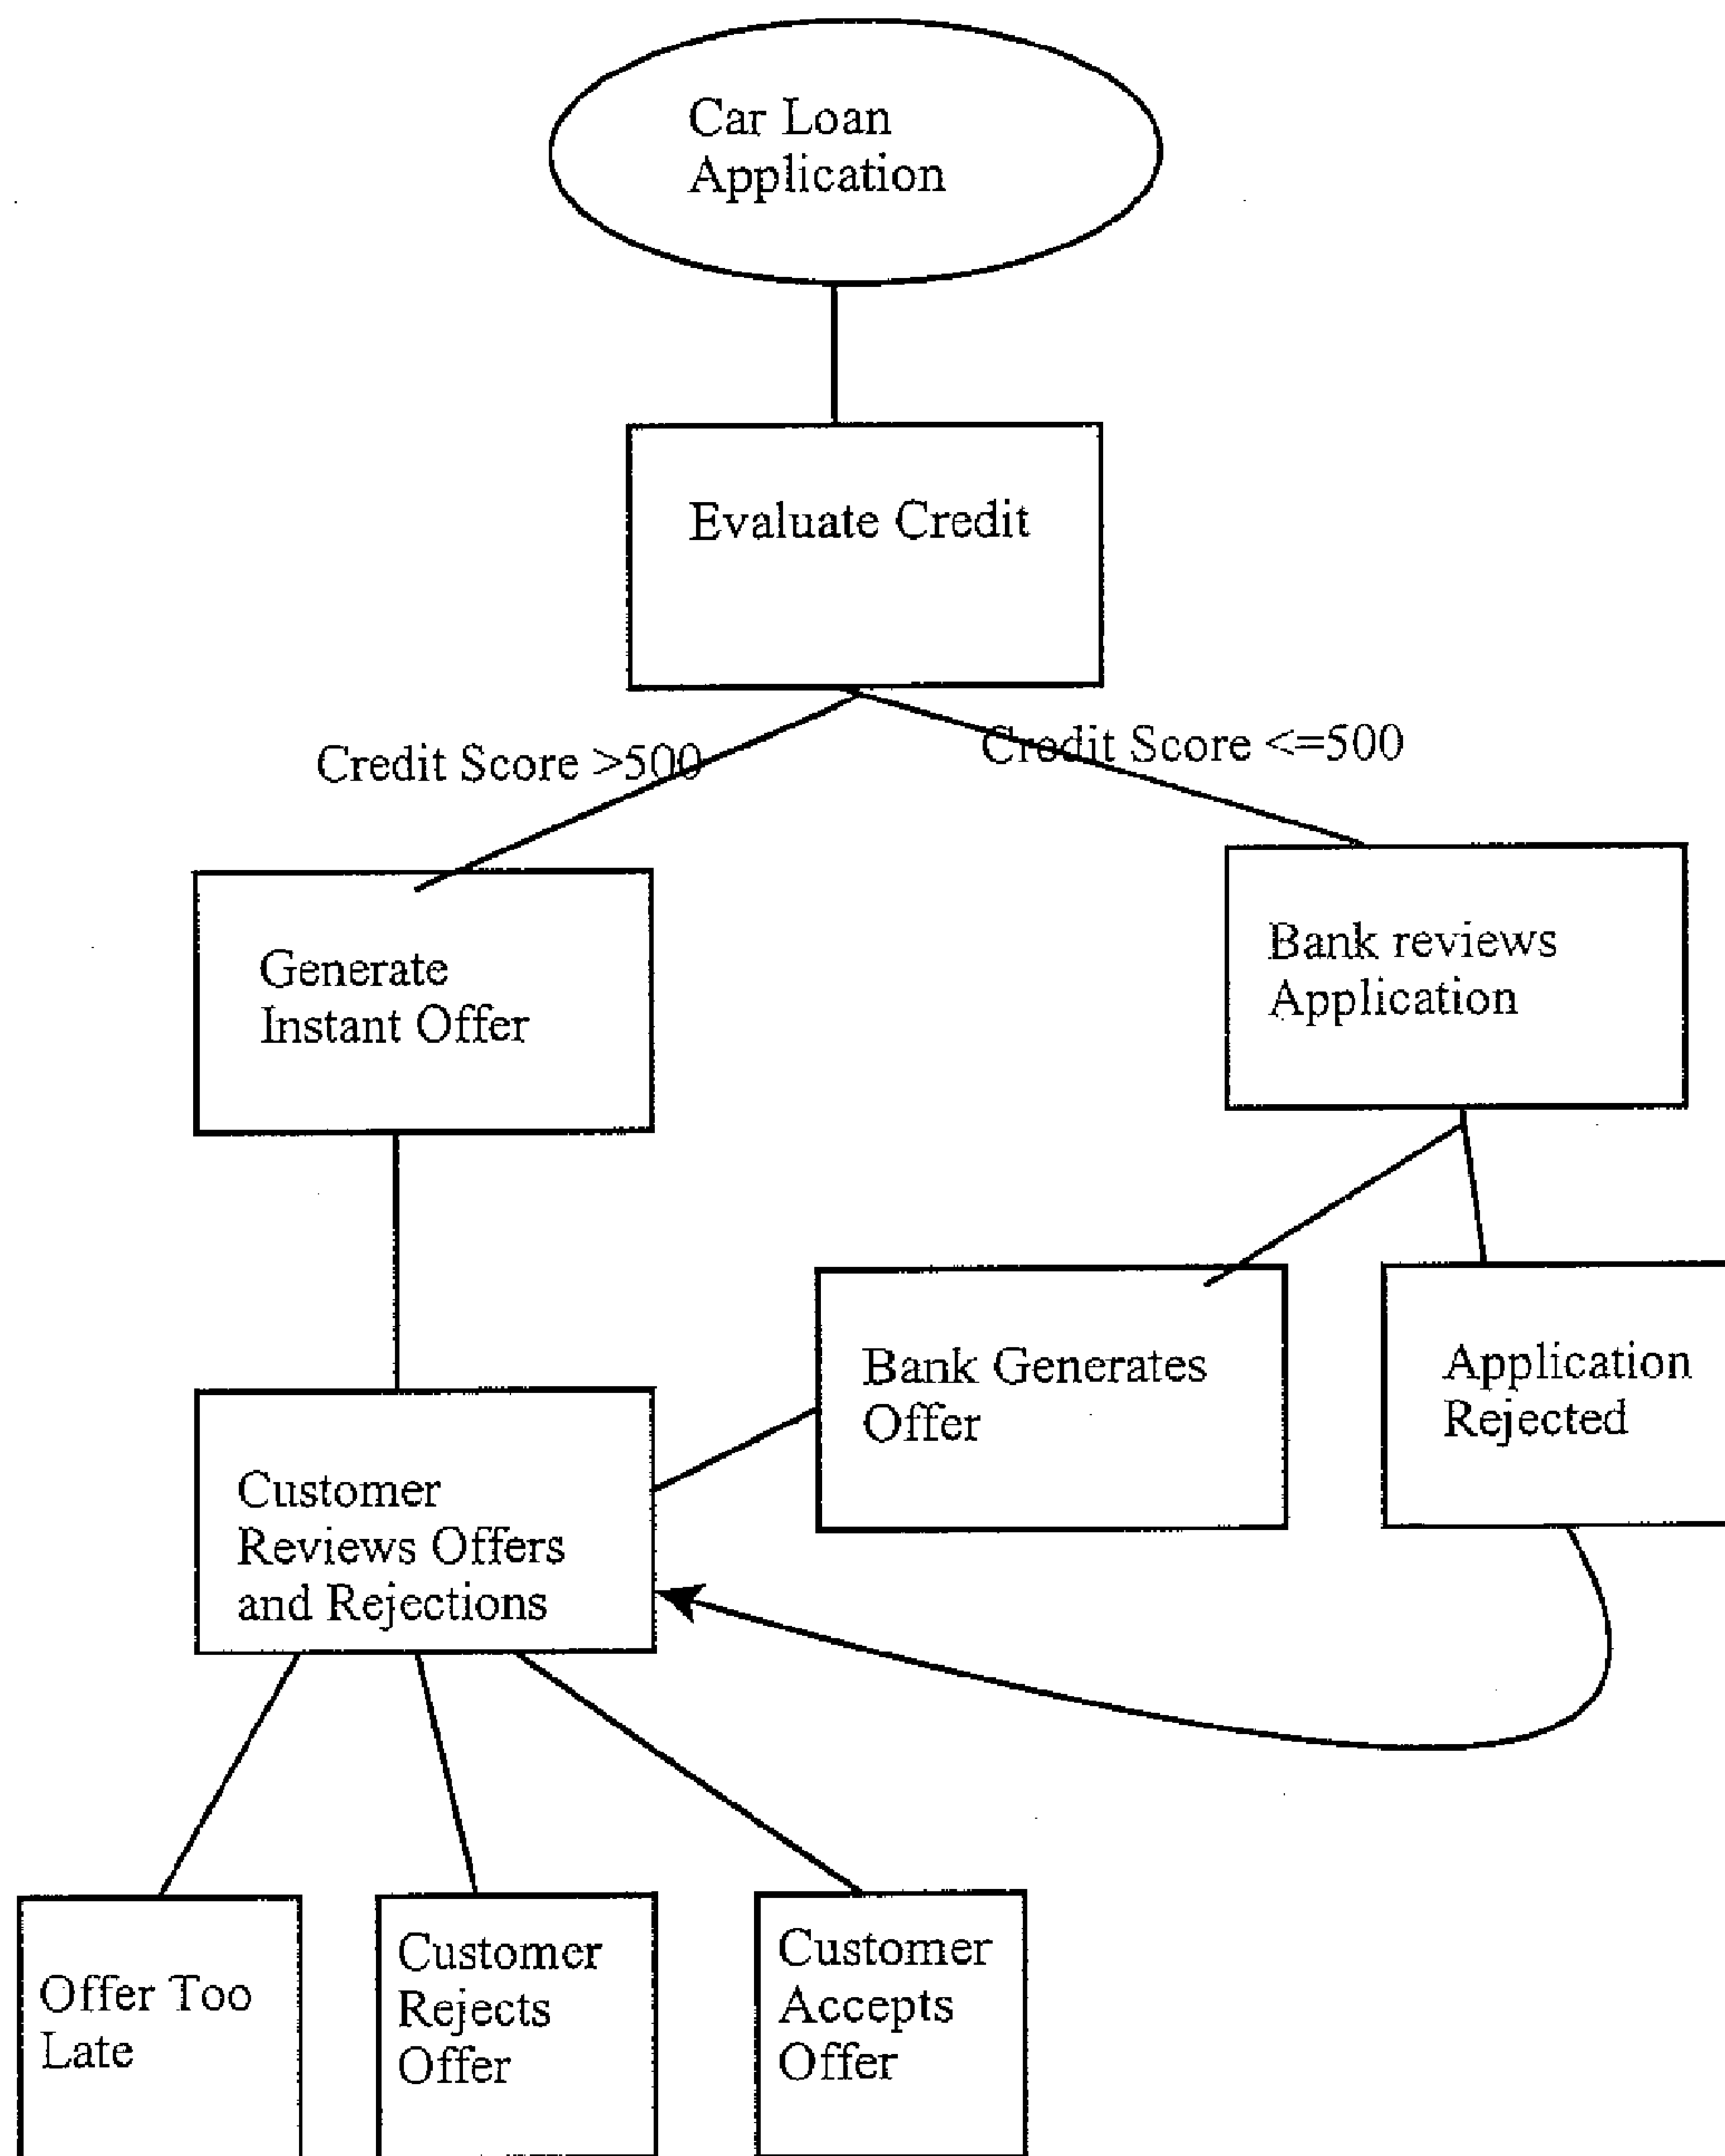 Car Loan
Application
Evaluate Credit
Credit Score >500
Credit Score <=500
Generate
Instant Offer
Bank reviews
Application
Bank Generates
Offer
Application
Rejected
Customer
Reviews Offers
and Rejections
Offer Too
Late
Customer
Rejects
Offer
Customer
Accepts
Offer